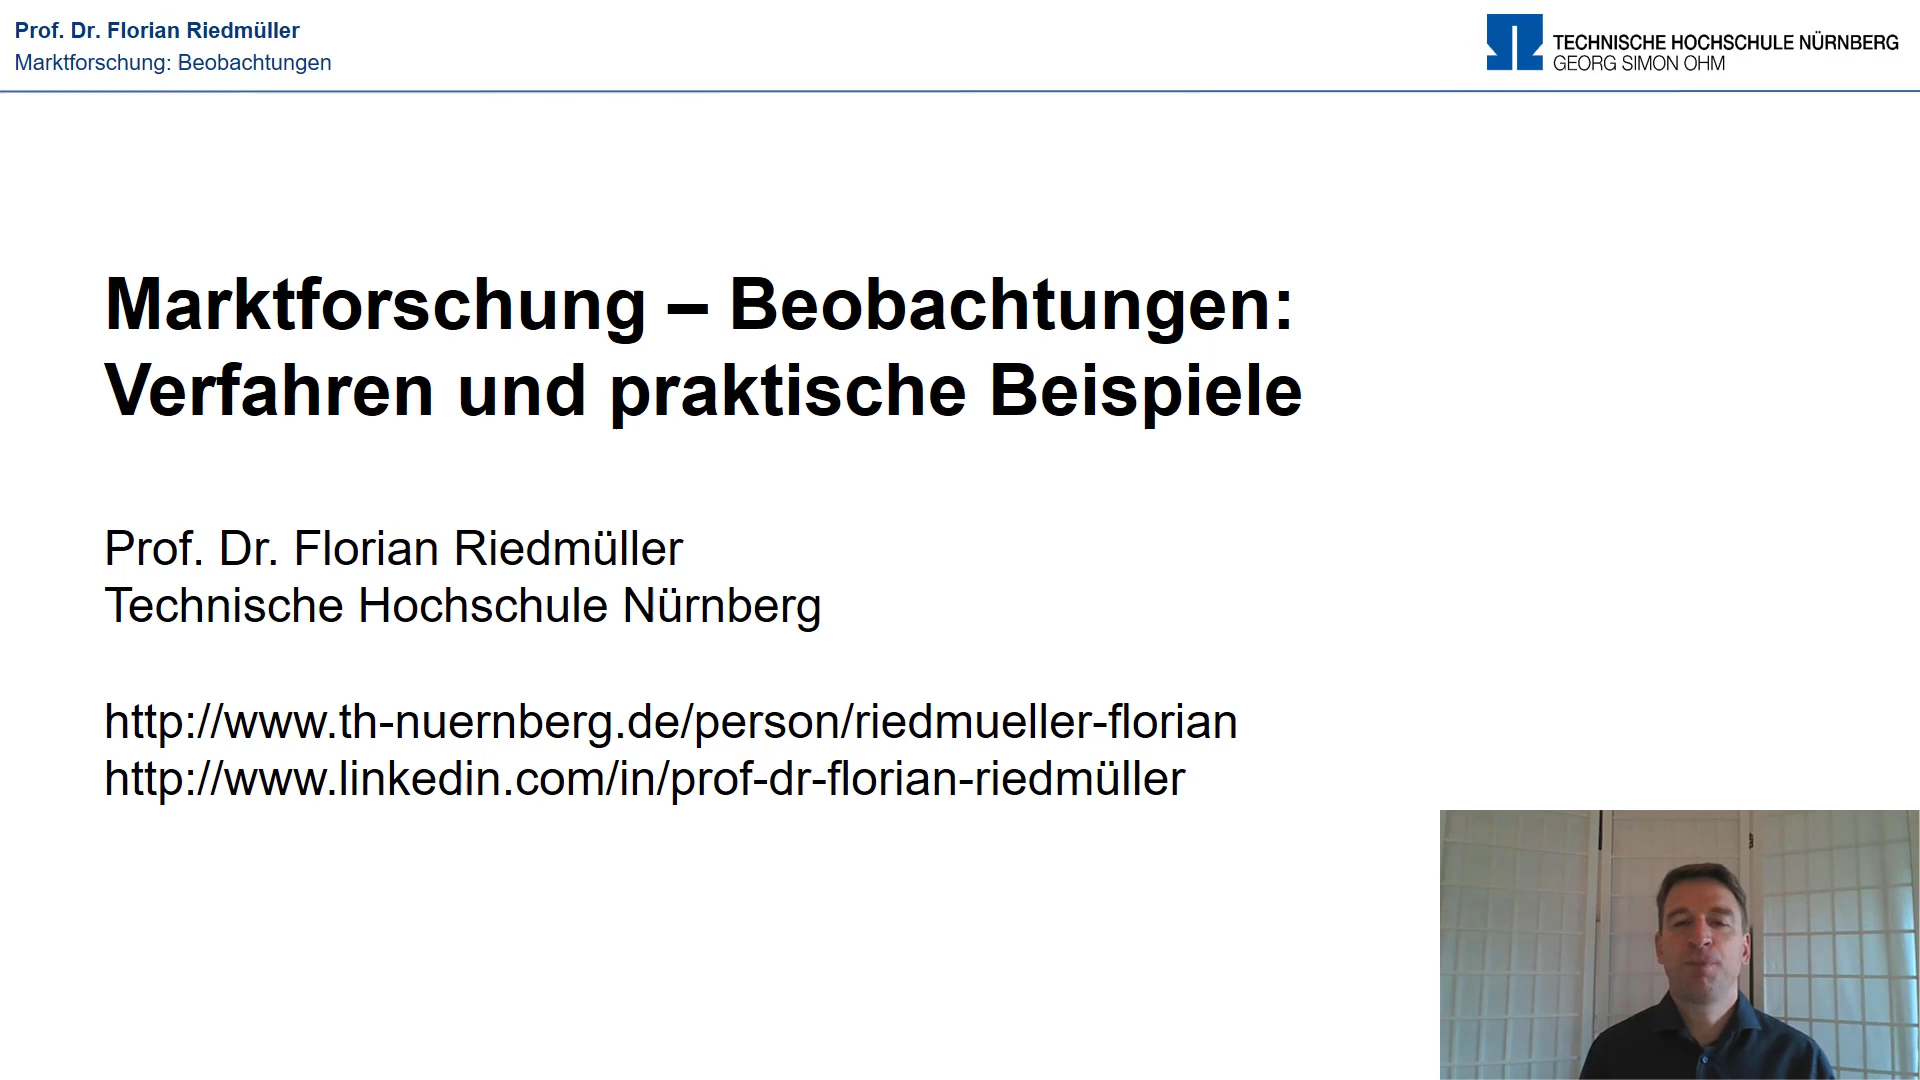 Prof. Dr. Florian Riedmüller
Marktforschung: Beobachtungen
TECHNISCHE HOCHSCHULE NÜRNBERG
GEORG SIMON OHM
Marktforschung – Beobachtungen:
Verfahren und praktische Beispiele
Prof. Dr. Florian Riedmüller
Technische Hochschule Nürnberg
http://www.th-nuernberg.de/person/riedmueller-florian
http://www.linkedin.com/in/prof-dr-florian-riedmüller